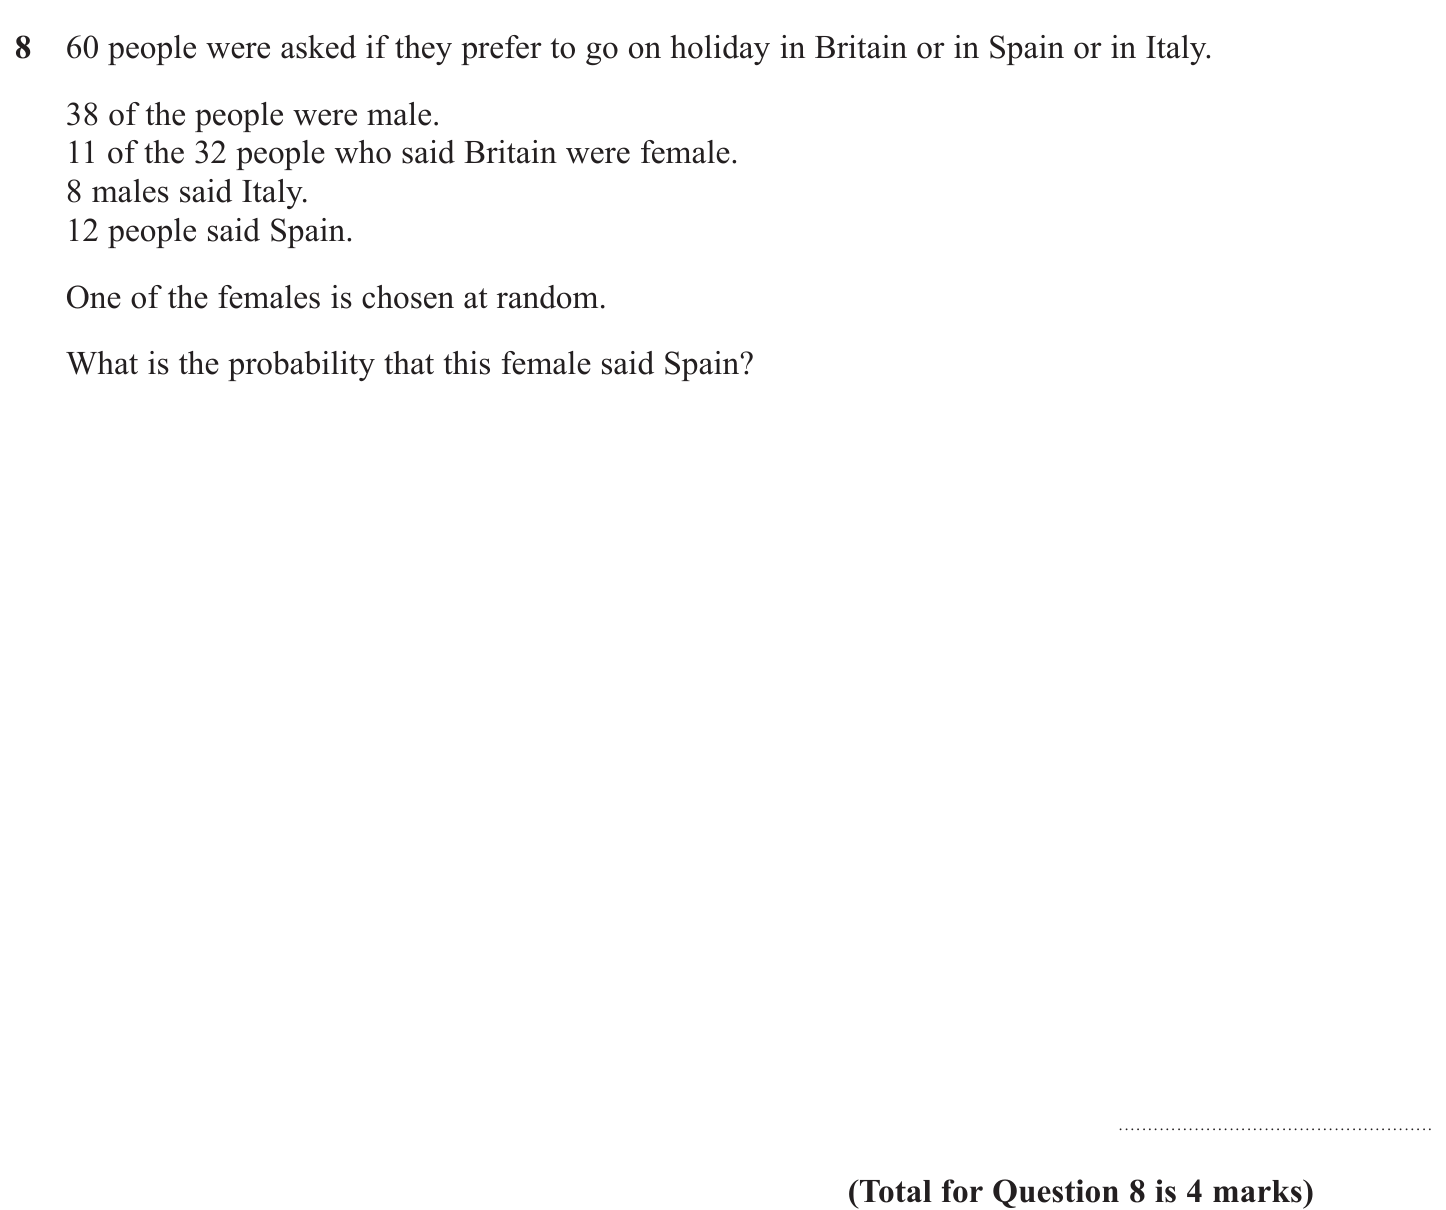 8 60 people were asked if they prefer to go on holiday in Britain or in Spain or in Italy.
38 of the people were male.
11 of the 32 people who said Britain were female.
8 males said Italy.
12 people said Spain.
One of the females is chosen at random.
What is the probability that this female said Spain?
(Total for Question 8 is 4 marks)